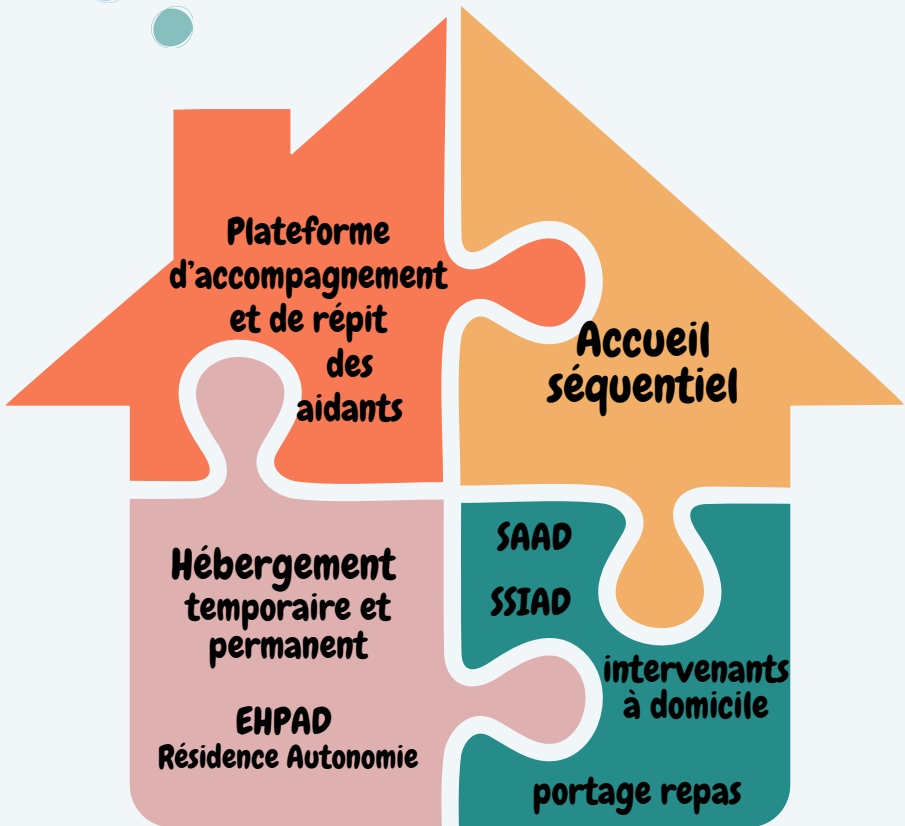 Plateforme
d'accompagnement
et de répit
des
aidants
Accueil
séquentiel
Hébergement
temporaire et
permanent
EHPAD
Résidence Autonomie
SAAD
SSIAD
intervenants
à domicile
portage repas